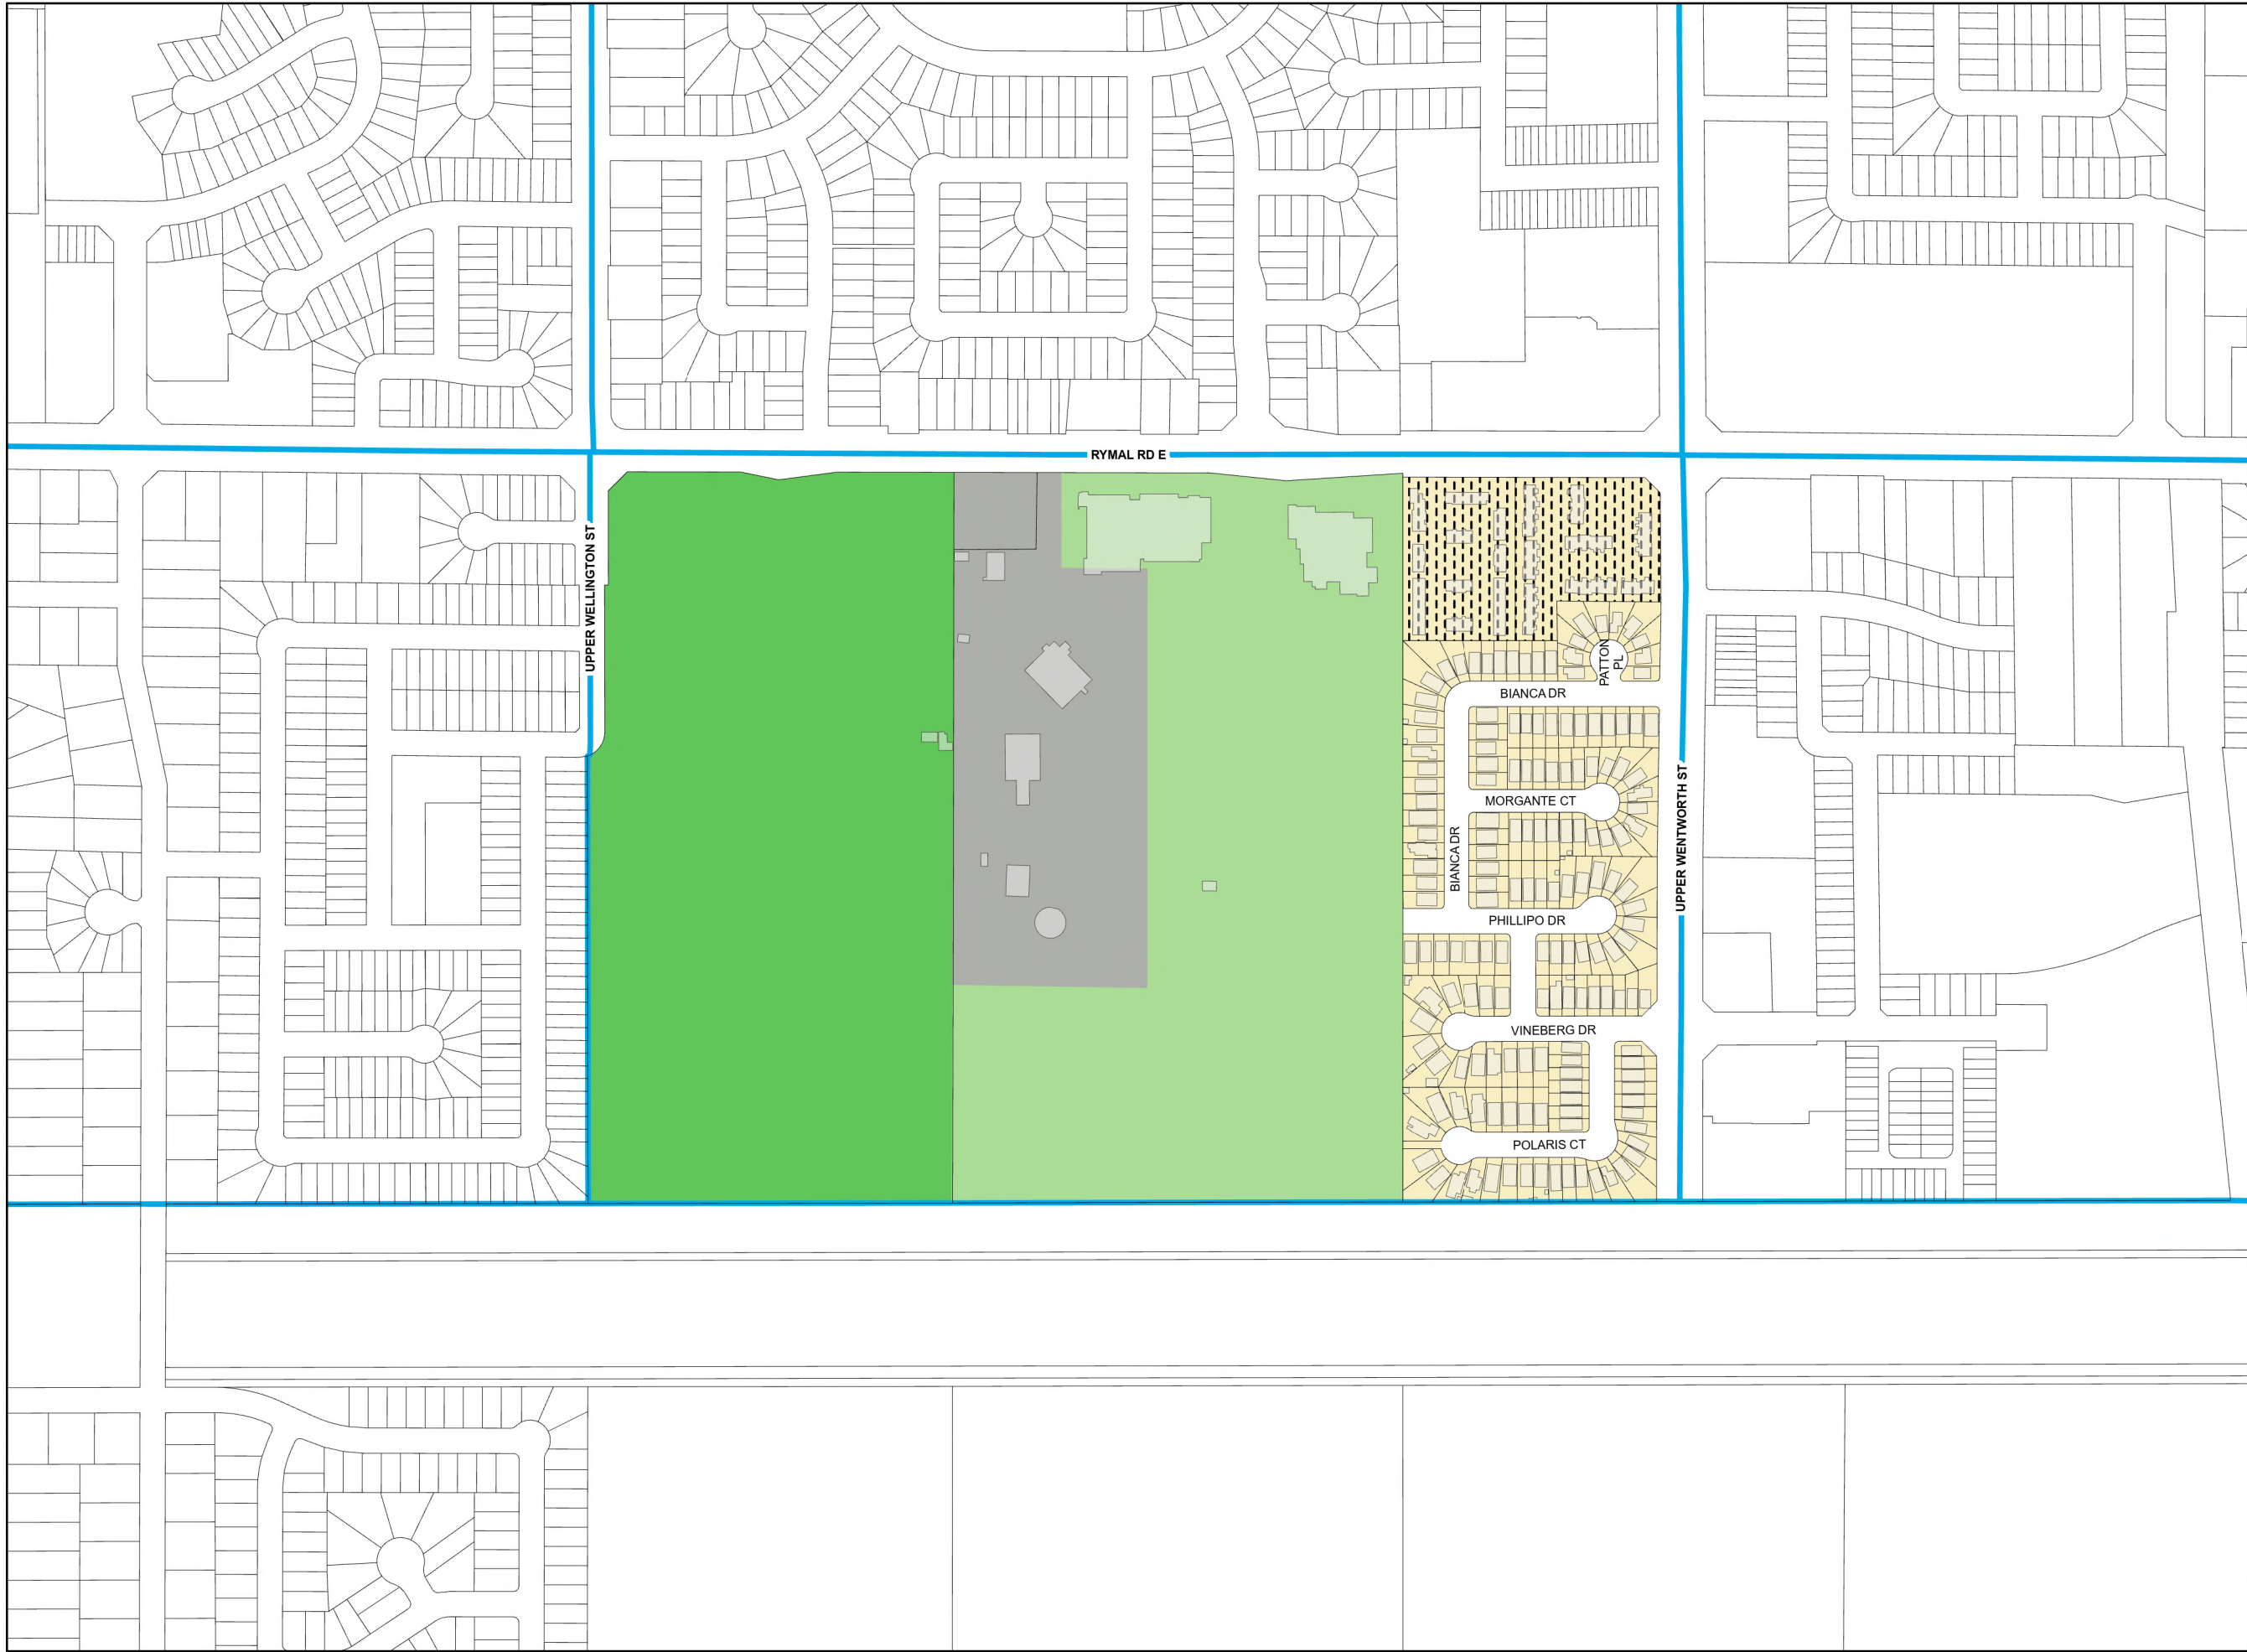 RYMAL RD E
UPPER WELLINGTON ST
PATTON
PL
BIANCA DR
UPPER WENTWORTH ST
MORGANTE CT
BIANCA DR
PHILLIPO DR
VINEBERG DR
POLARIS CT